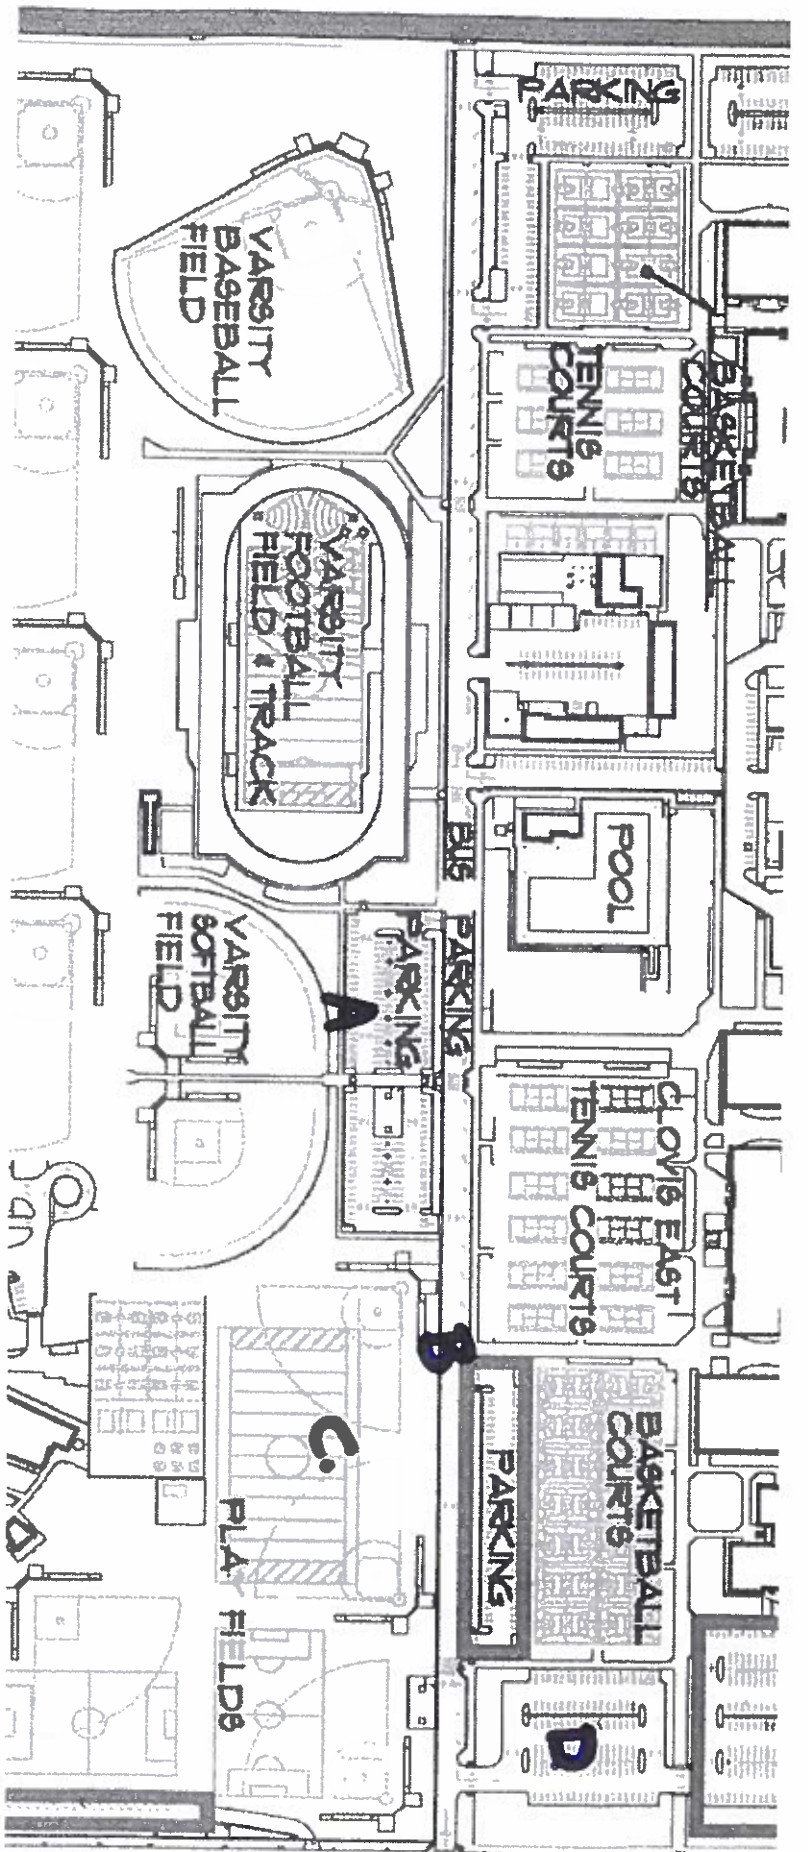 PARKING
VARSITY
BASEBALL
FIELD
TENNIS
COURTS
BASKETBALL
COURTS
VARSITY
FOOTBALL
FIELD & TRACK
BUS
PARKING
POOL
PARKING
VARSITY
SOFTBALL
FIELD
A
CLOVIS EAST
TENNIS COURTS
B
C.
BASKETBALL
COURTS
PARKING
PLAY FIELDS
D